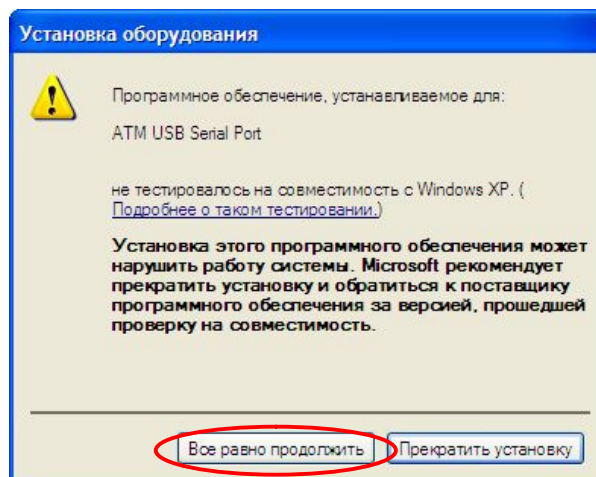 Установка оборудования
Программное обеспечение, устанавливаемое для:
ATM USB Serial Port
не тестировалось на совместимость с Windows XP. (
Подробнее о таком тестировании.)
Установка этого программного обеспечения может
нарушить работу системы. Microsoft рекомендует
прекратить установку и обратиться к поставщику
программного обеспечения за версией, прошедшей
проверку на совместимость.
Все равно продолжить Прекратить установку